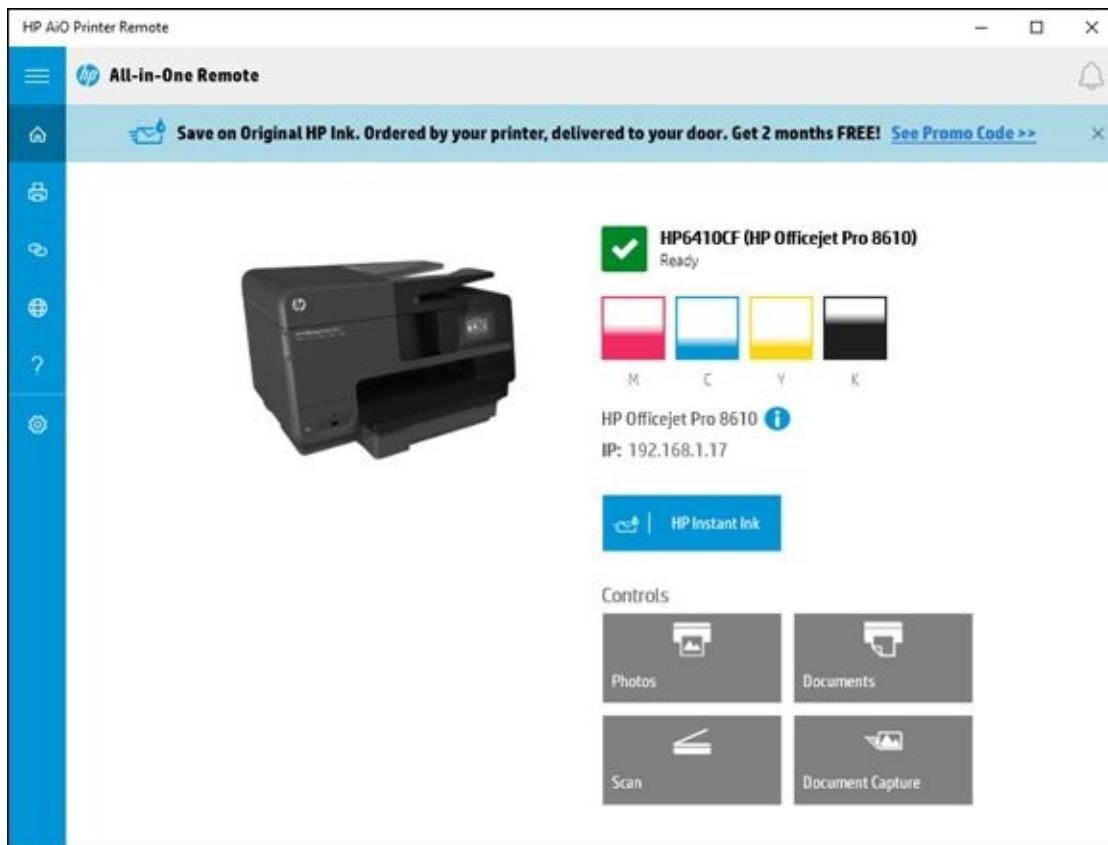 HP AiO Printer Remote
hp All-in-One Remote
Save on Original HP Ink. Ordered by your printer, delivered to your door. Get 2 months FREE! See Promo Code >>
HP6410CF (HP Officejet Pro 8610)
Ready
M C Y K
HP Officejet Pro 8610
IP: 192.168.1.17
HP Instant Ink
Controls
Photos Documents
Scan Document Capture
?
hp